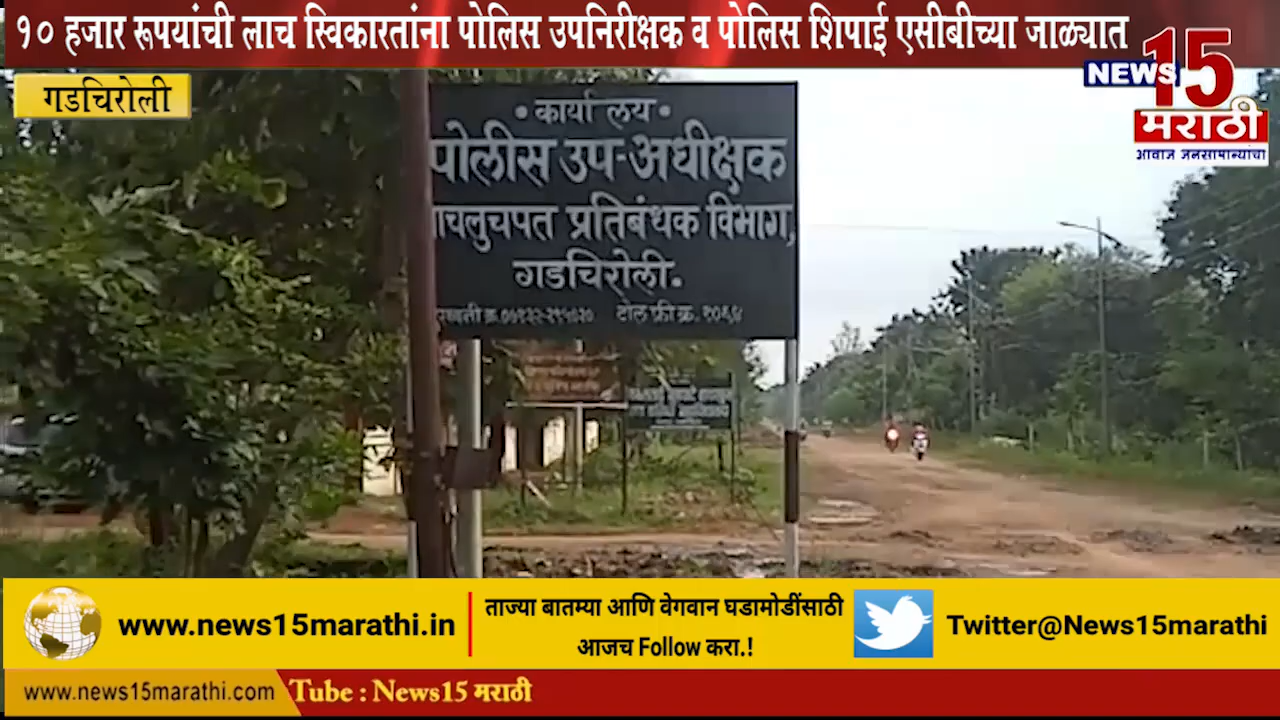 १० हजार रूपयांची लाच स्विकारतांना पोलिस उपनिरीक्षक व पोलिस शिपाई एसीबीच्या जाळ्यात
गडचिरोली
NEWS 15
मराठी
आवाज जनसामान्यांचा
• कार्यालय •
पोलीस उप-अधीक्षक
ाचलुचपत प्रतिबंधक विभाग,
गडचिरोली.
टोल फ्री क्र. १०६४
www.news15marathi.in
ताज्या बातम्या आणि वेगवान घडामोडींसाठी
आजच Follow करा.!
Twitter@News15marathi
www.news15marathi.com
Tube : News15 मराठी